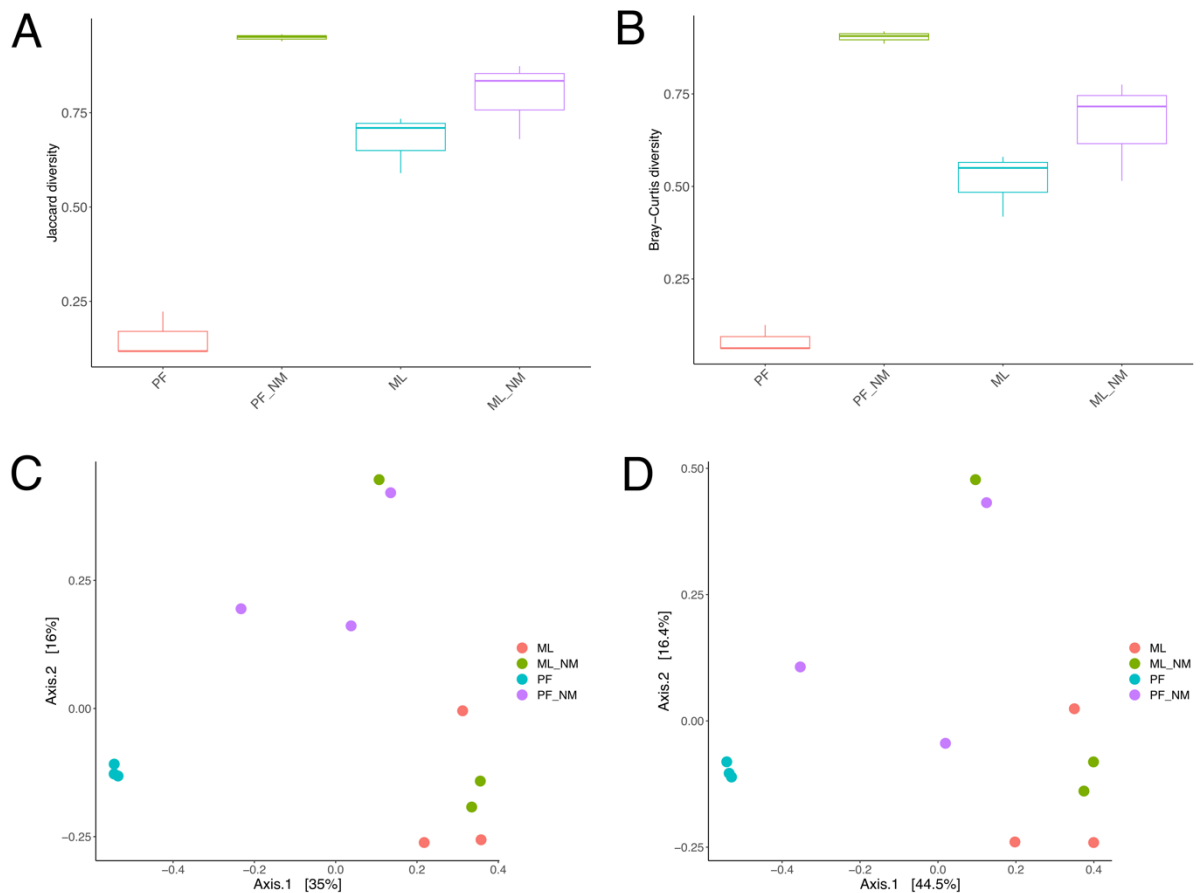 A
Jaccard diversity
0.75
0.50
0.25
PF
PF_NM
ML
ML_NM
B
Bray−Curtis diversity
0.75
0.50
0.25
PF
PF_NM
ML
ML_NM
C
Axis.2 [16%]
0.25
0.00
−0.25
−0.4
−0.2
0.0
0.2
0.4
Axis.1 [35%]
ML
ML_NM
PF
PF_NM
D
Axis.2 [16.4%]
0.50
0.25
0.00
−0.25
−0.4
−0.2
0.0
0.2
0.4
Axis.1 [44.5%]
ML
ML_NM
PF
PF_NM